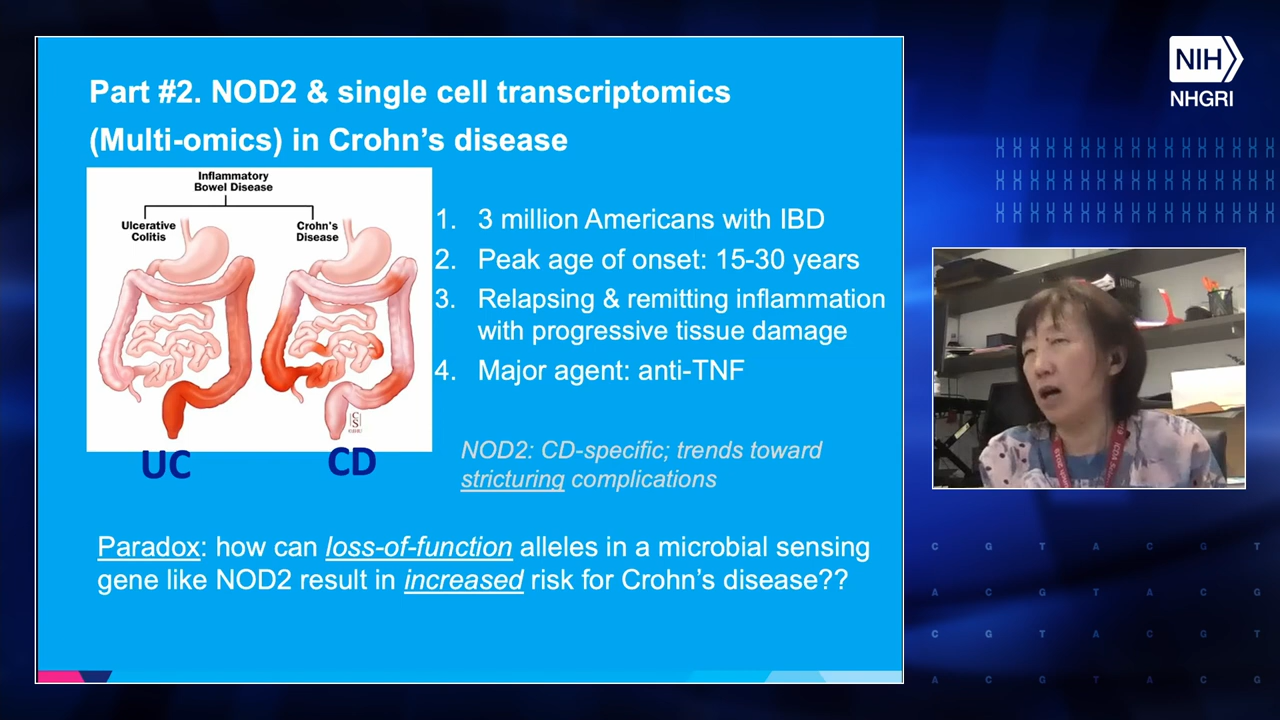 Part #2. NOD2 & single cell transcriptomics
(Multi-omics) in Crohn's disease
Inflammatory
Bowel Disease
Ulcerative
Colitis
Crohn's
Disease
UC
CD
1. 3 million Americans with IBD
2. Peak age of onset: 15-30 years
3. Relapsing & remitting inflammation
with progressive tissue damage
4. Major agent: anti-TNF
NOD2: CD-specific; trends toward
stricturing complications
Paradox: how can loss-of-function alleles in a microbial sensing
gene like NOD2 result in increased risk for Crohn's disease??
NIH
NHGRI
C G T A C G T
A C G T A C G
C G T A C G T
A C G T A C G